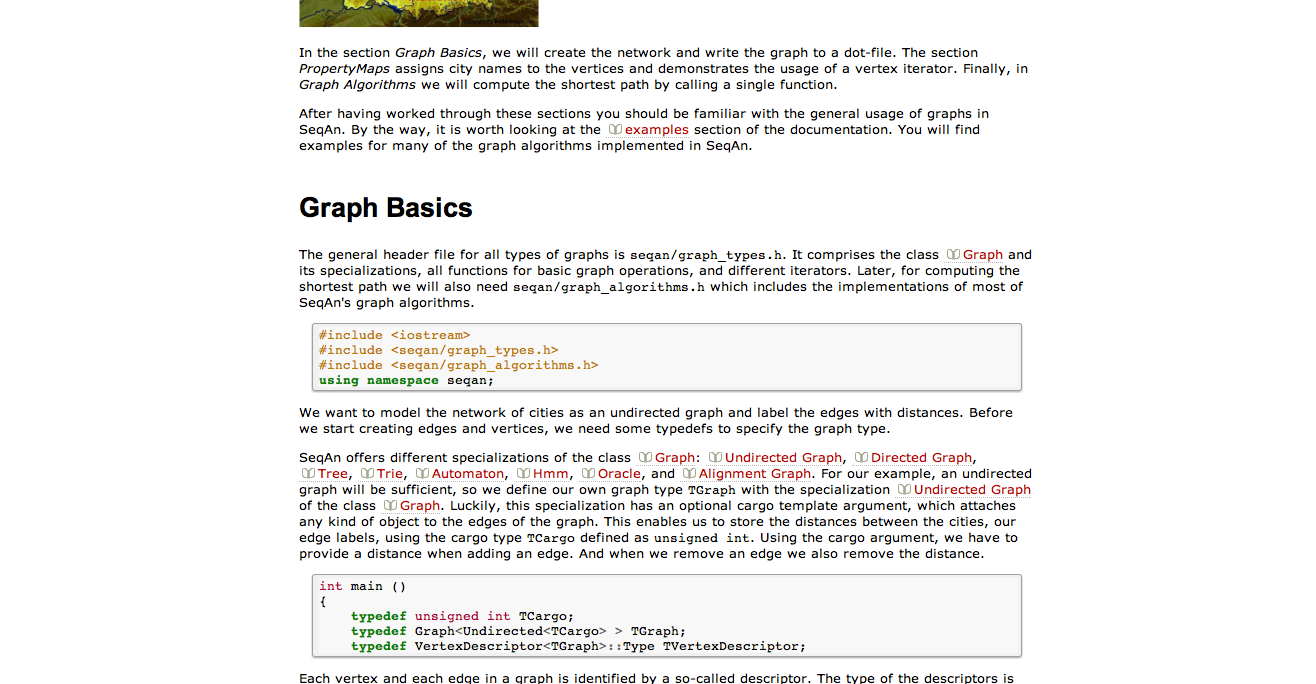 In the section Graph Basics, we will create the network and write the graph to a dot-file. The section
PropertyMaps assigns city names to the vertices and demonstrates the usage of a vertex iterator. Finally, in
Graph Algorithms we will compute the shortest path by calling a single function.
After having worked through these sections you should be familiar with the general usage of graphs in
SeqAn. By the way, it is worth looking at the examples section of the documentation. You will find
examples for many of the graph algorithms implemented in SeqAn.
Graph Basics
The general header file for all types of graphs is seqan/graph_types.h. It comprises the class Graph and
its specializations, all functions for basic graph operations, and different iterators. Later, for computing the
shortest path we will also need seqan/graph_algorithms.h which includes the implementations of most of
SeqAn's graph algorithms.
#include <iostream>
#include <seqan/graph_types.h>
#include <seqan/graph_algorithms.h>
using namespace seqan;
We want to model the network of cities as an undirected graph and label the edges with distances. Before
we start creating edges and vertices, we need some typedefs to specify the graph type.
SeqAn offers different specializations of the class Graph: Undirected Graph, Directed Graph,
Tree, Trie, Automaton, Hmm, Oracle, and Alignment Graph. For our example, an undirected
graph will be sufficient, so we define our own graph type TGraph with the specialization Undirected Graph
of the class Graph. Luckily, this specialization has an optional cargo template argument, which attaches
any kind of object to the edges of the graph. This enables us to store the distances between the cities, our
edge labels, using the cargo type TCargo defined as unsigned int. Using the cargo argument, we have to
provide a distance when adding an edge. And when we remove an edge we also remove the distance.
int main ()
{
    typedef unsigned int TCargo;
    typedef Graph<Undirected<TCargo> > TGraph;
    typedef VertexDescriptor<TGraph>::Type TVertexDescriptor;
Each vertex and each edge in a graph is identified by a so-called descriptor. The type of the descriptors is